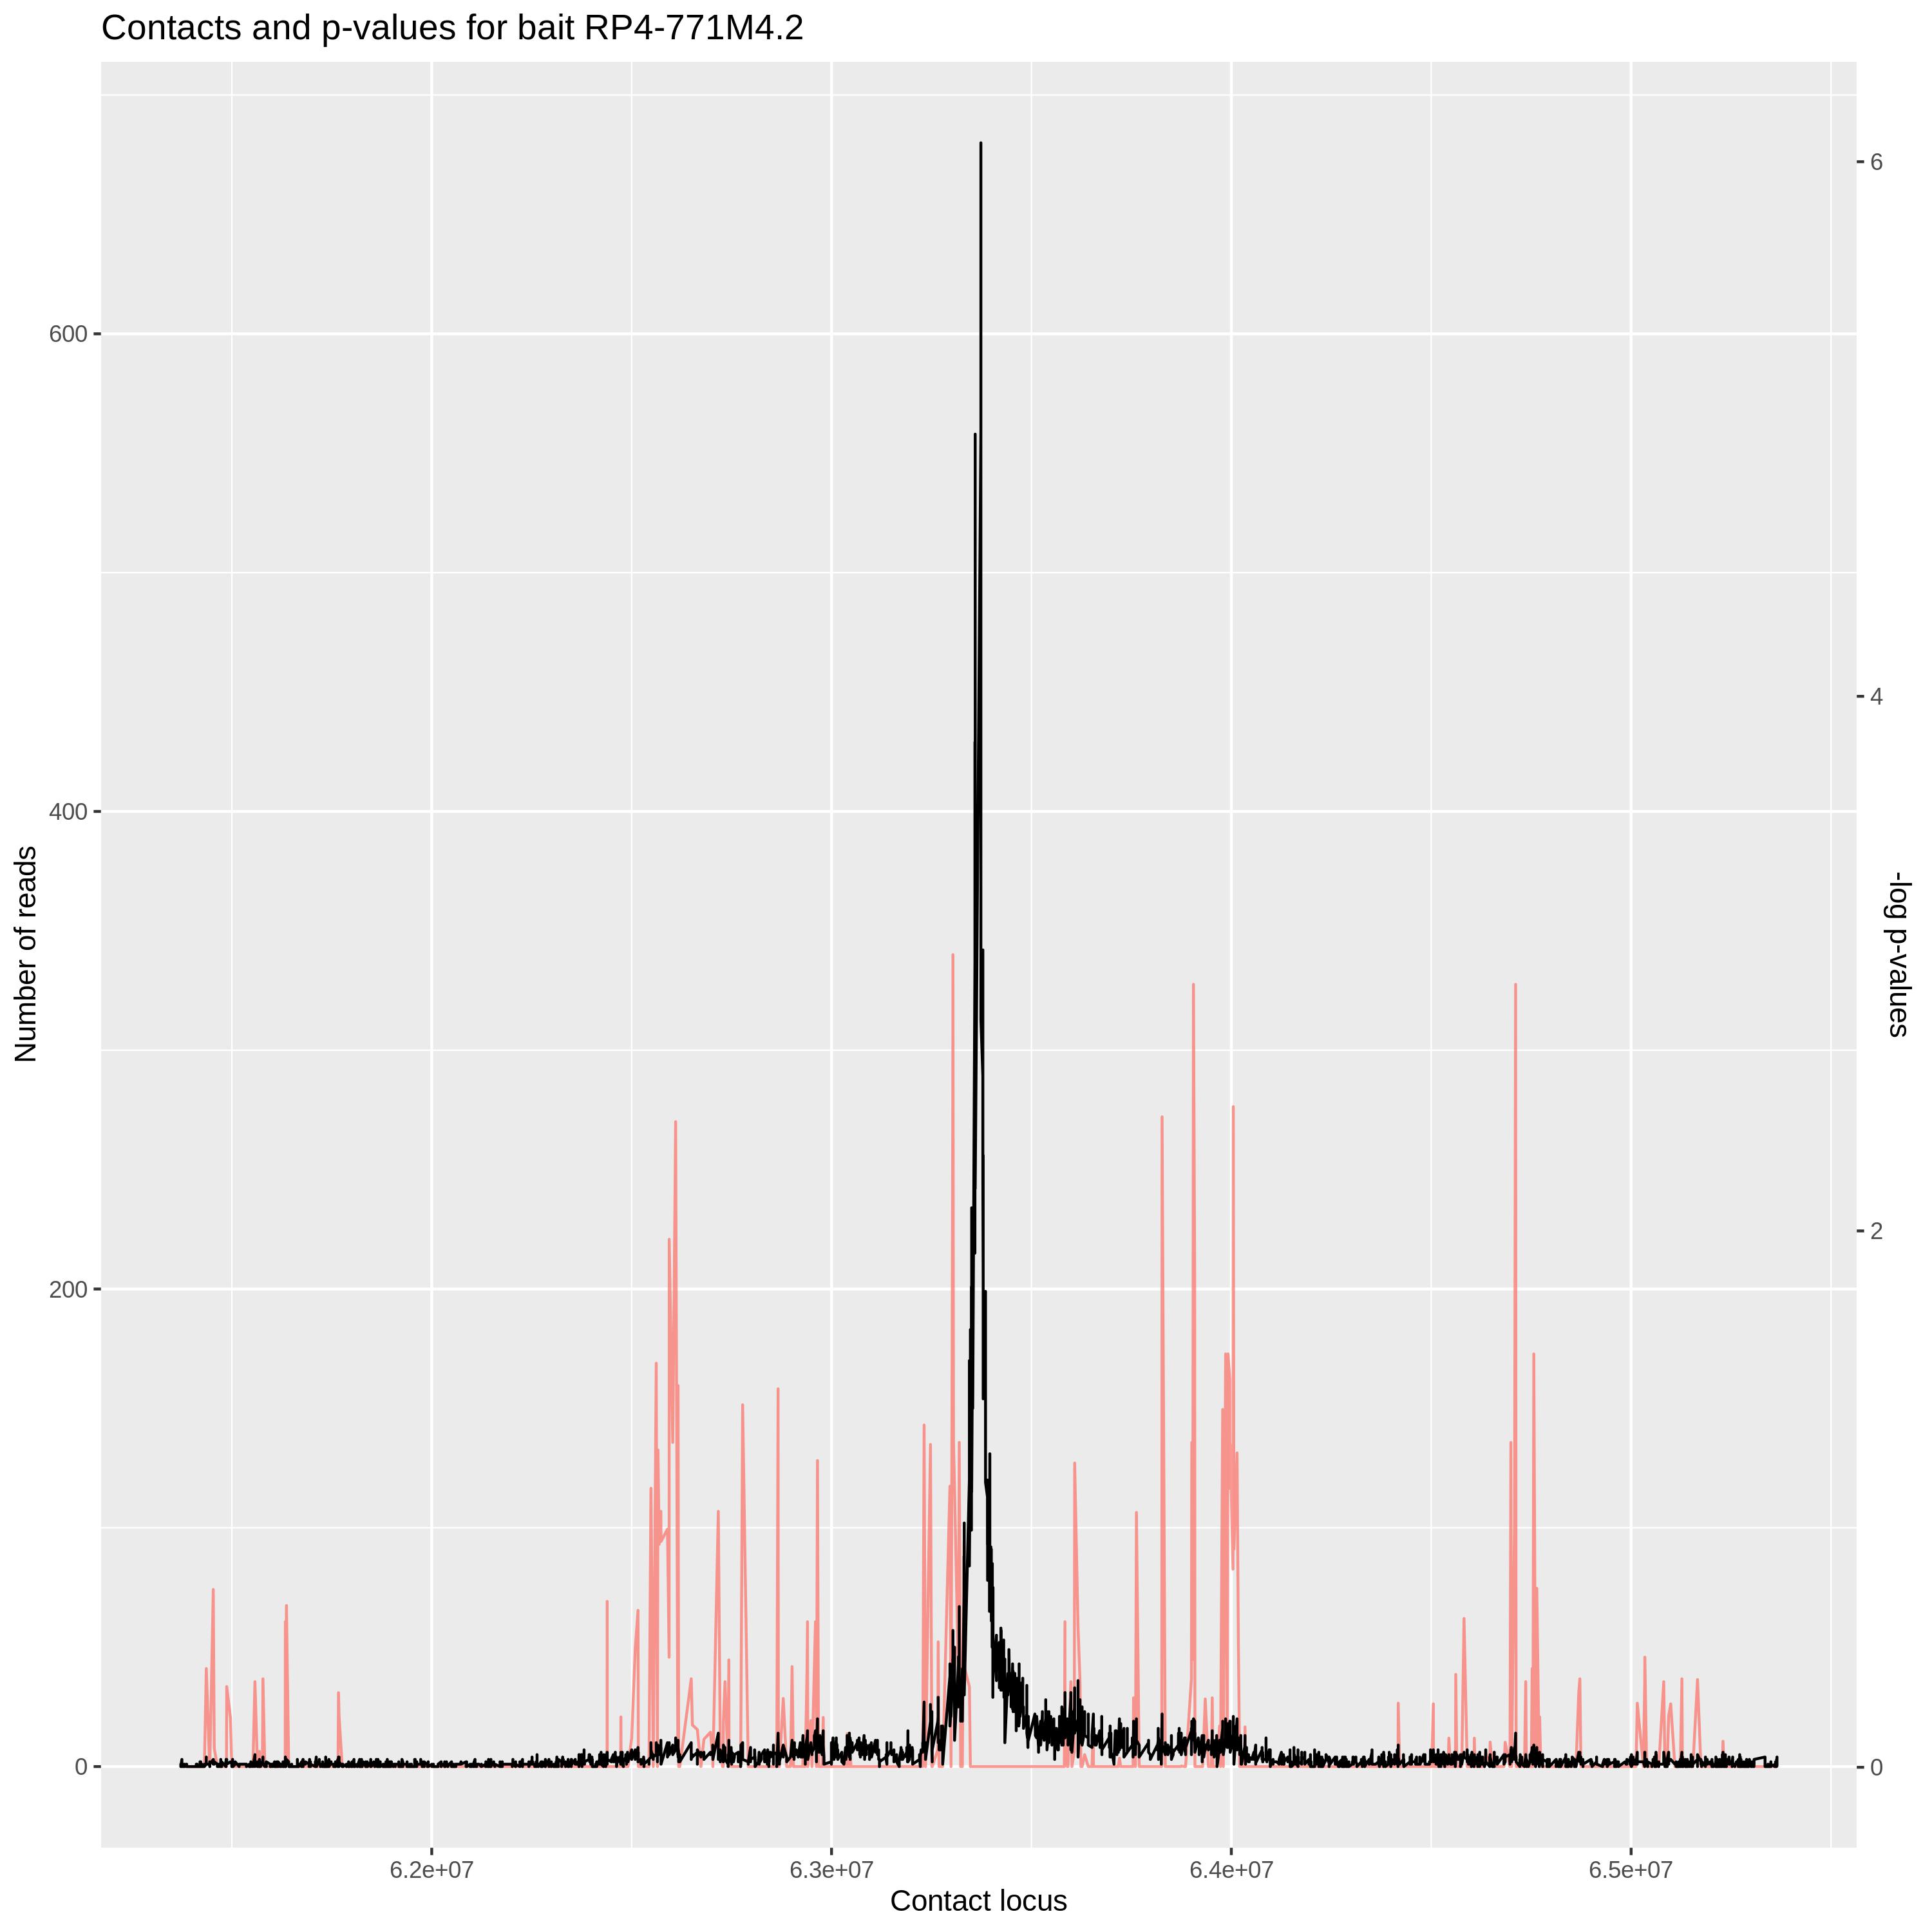 Contacts and p-values for bait RP4-771M4.2
Number of reads
600
400
200
0
6
4
2
0
-log p-values
6.2e+07
6.3e+07
6.4e+07
6.5e+07
Contact locus